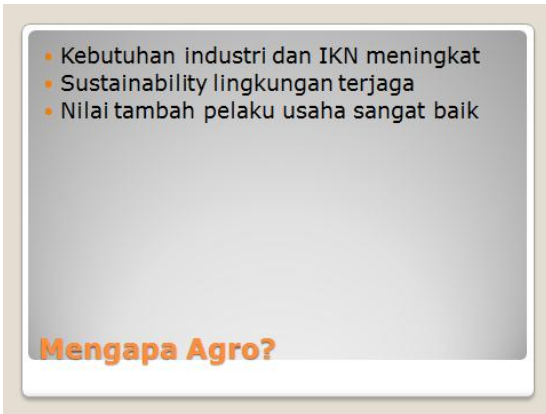 • Kebutuhan industri dan IKN meningkat
• Sustainability lingkungan terjaga
• Nilai tambah pelaku usaha sangat baik
Mengapa Agro?